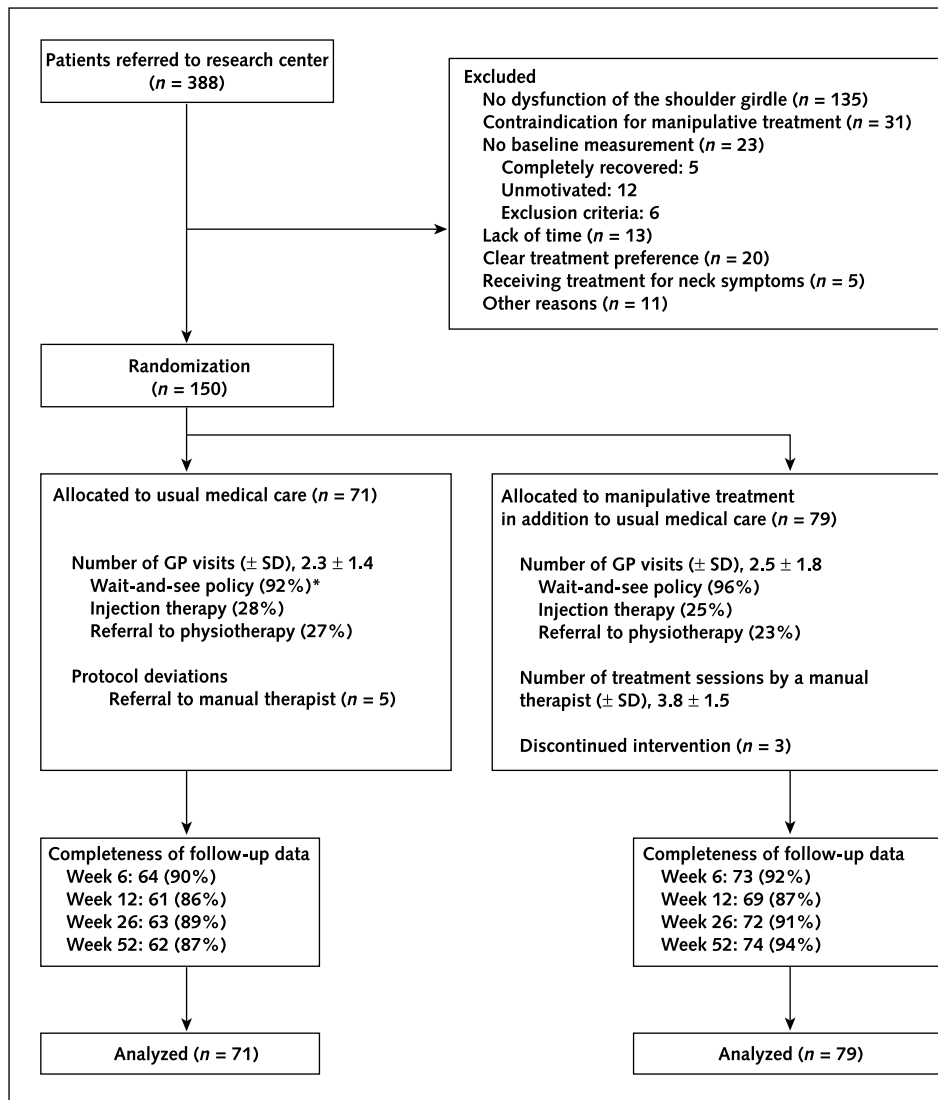 Patients referred to research center
(n = 388)
Excluded
No dysfunction of the shoulder girdle (n = 135)
Contraindication for manipulative treatment (n = 31)
No baseline measurement (n = 23)
Completely recovered: 5
Unmotivated: 12
Exclusion criteria: 6
Lack of time (n = 13)
Clear treatment preference (n = 20)
Receiving treatment for neck symptoms (n = 5)
Other reasons (n = 11)
Randomization
(n = 150)
Allocated to usual medical care (n = 71)
Number of GP visits (± SD), 2.3 ± 1.4
Wait-and-see policy (92%)*
Injection therapy (28%)
Referral to physiotherapy (27%)
Protocol deviations
Referral to manual therapist (n = 5)
Allocated to manipulative treatment
in addition to usual medical care (n = 79)
Number of GP visits (± SD), 2.5 ± 1.8
Wait-and-see policy (96%)
Injection therapy (25%)
Referral to physiotherapy (23%)
Number of treatment sessions by a manual
therapist (± SD), 3.8 ± 1.5
Discontinued intervention (n = 3)
Completeness of follow-up data
Week 6: 64 (90%)
Week 12: 61 (86%)
Week 26: 63 (89%)
Week 52: 62 (87%)
Completeness of follow-up data
Week 6: 73 (92%)
Week 12: 69 (87%)
Week 26: 72 (91%)
Week 52: 74 (94%)
Analyzed (n = 71)
Analyzed (n = 79)